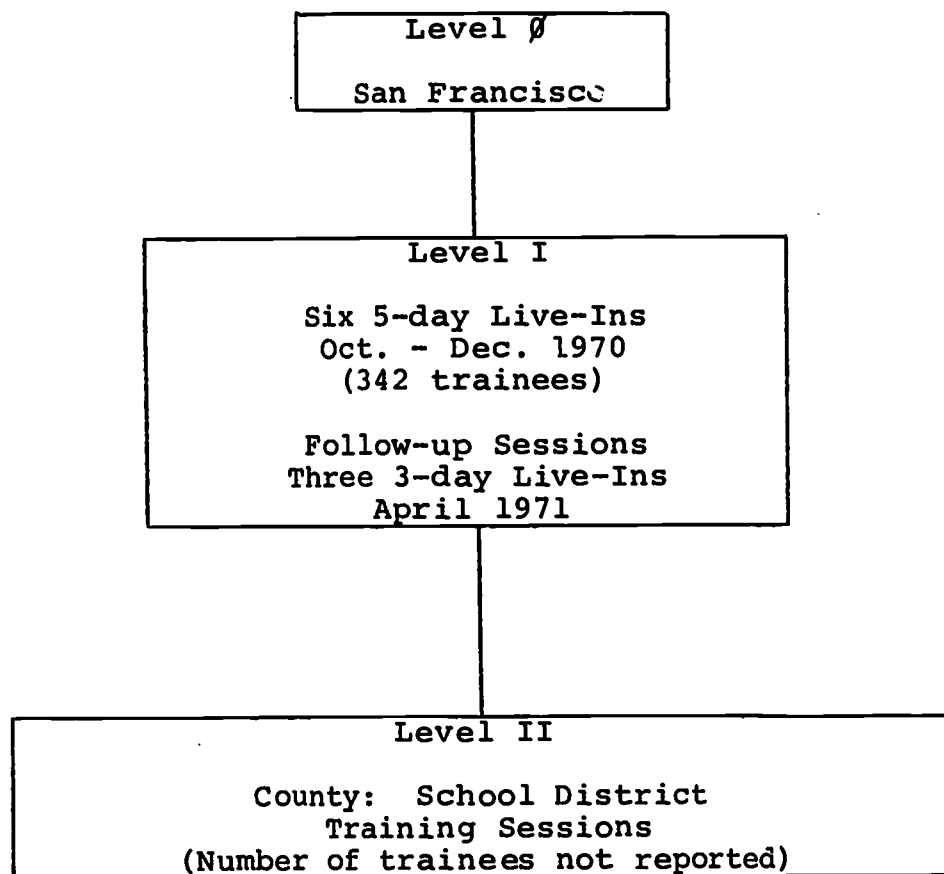 Level Ø
San Francisco
Level I
Six 5-day Live-Ins
Oct. - Dec. 1970
(342 trainees)
Follow-up Sessions
Three 3-day Live-Ins
April 1971
Level II
County: School District
Training Sessions
(Number of trainees not reported)